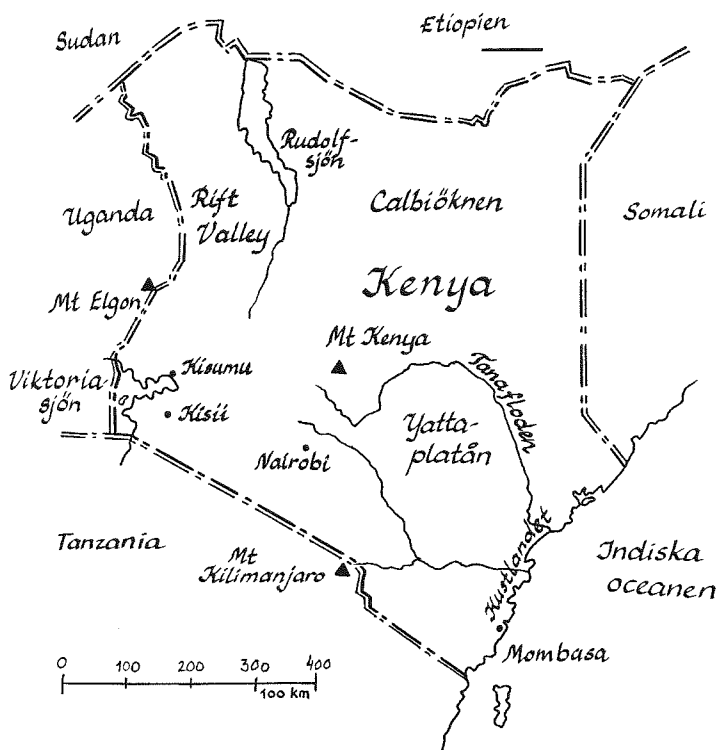 Sudan
Etiopien
Rudolf-
sjön
Rift
Valley
Calbiöknen
Uganda
Somali
Kenya
Mt Elgon
Mt Kenya
Viktoria-
sjön
Kisumu
Kisii
Tanafloden
Yatta-
platån
Nairobi
Tanzania
Mt
Kilimanjaro
Kustlandet
Indiska
oceanen
Mombasa
0 100 200 300 400
100 km